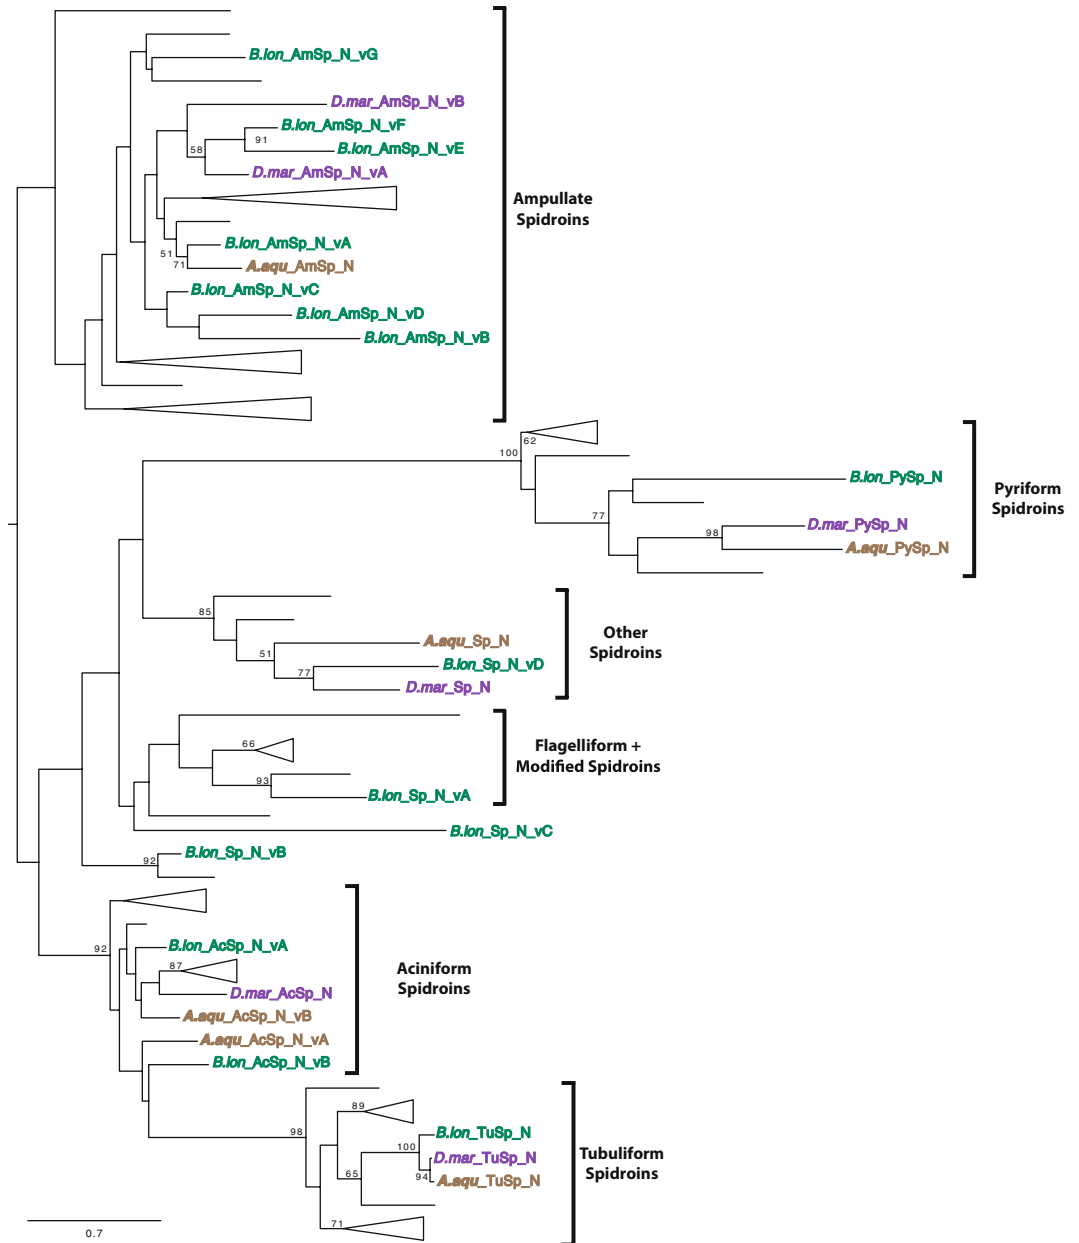 B.lon_AmSp_N_vG
D.mar_AmSp_N_vB
B.lon_AmSp_N_vF
91
B.lon_AmSp_N_vE
58
D.mar_AmSp_N_vA
Ampullate
Spidroins
B.lon_AmSp_N_vA
51
71
A.aqu_AmSp_N
B.lon_AmSp_N_vC
B.lon_AmSp_N_vD
B.lon_AmSp_N_vB
62
100
B.lon_PySp_N
Pyriform
Spidroins
77
D.mar_PySp_N
98
A.aqu_PySp_N
85
Other
Spidroins
A.aqu_Sp_N
51
B.lon_Sp_N_vD
77
D.mar_Sp_N
66
Flagelliform +
Modified Spidroins
93
B.lon_Sp_N_vA
B.lon_Sp_N_vC
B.lon_Sp_N_vB
92
92
B.lon_AcSp_N_vA
87
Aciniform
Spidroins
D.mar_AcSp_N
A.aqu_AcSp_N_vB
A.aqu_AcSp_N_vA
B.lon_AcSp_N_vB
89
98
B.lon_TuSp_N
100
D.mar_TuSp_N
Tubuliform
Spidroins
65
94
A.aqu_TuSp_N
71
0.7